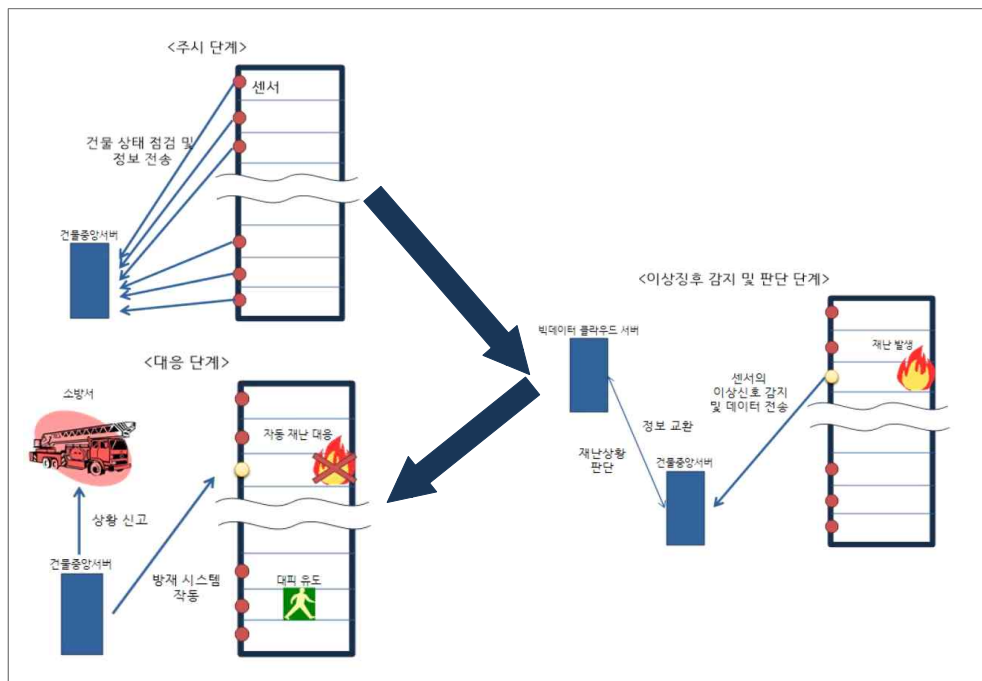 <주시 단계>
센서
건물 상태 점검 및
정보 전송
건물중앙서버
<이상징후 감지 및 판단 단계>
빅데이터 클라우드 서버
재난 발생
센서의
이상신호 감지
및 데이터 전송
정보 교환
재난상황
판단
건물중앙서버
<대응 단계>
소방서
자동 재난 대응
상황 신고
건물중앙서버
방재 시스템
작동
대피 유도